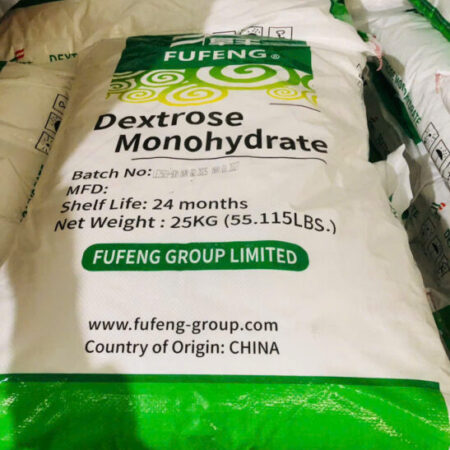 FUFENG®
Dextrose
Monohydrate
Batch No:
MFD:
Shelf Life: 24 months
Net Weight : 25KG (55.115LBS.)
FUFENG GROUP LIMITED
www.fufeng-group.com
Country of Origin: CHINA